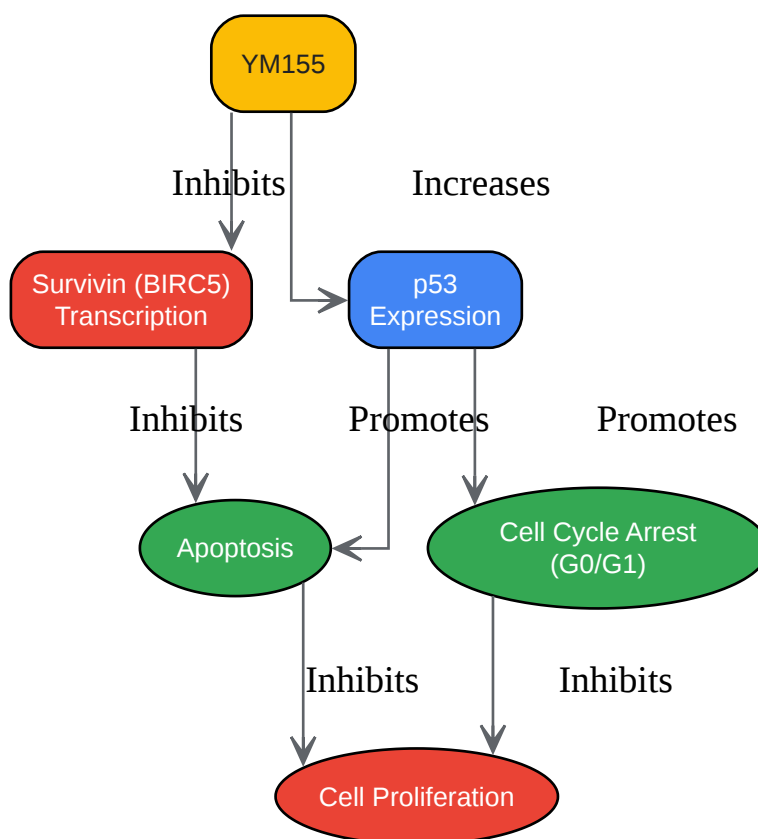 YM155
Inhibits
Increases
Survivin (BIRC5)
Transcription
p53
Expression
Inhibits
Promotes
Promotes
Apoptosis
Cell Cycle Arrest
(G0/G1)
Inhibits
Inhibits
Cell Proliferation